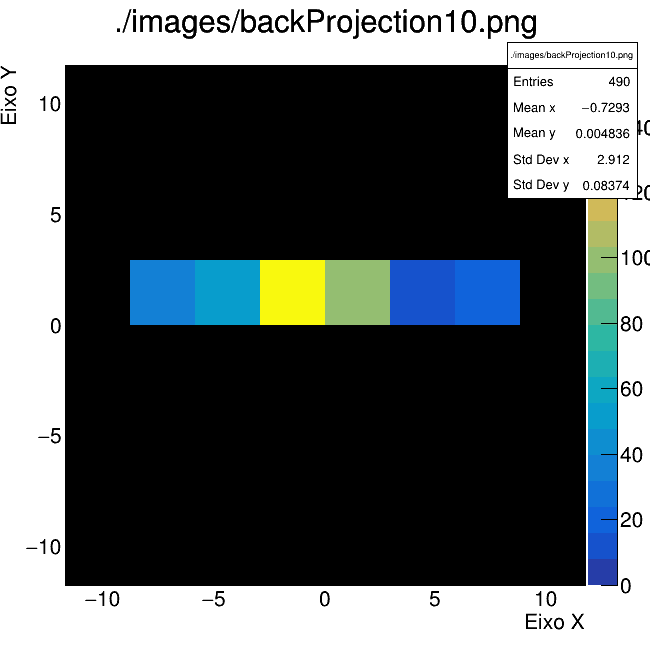 ./images/backProjection10.png
./images/backProjection10.png
Entries 490
Mean x −0.7293
Mean y 0.004836
Std Dev x 2.912
Std Dev y 0.08374
Eixo Y
10
5
0
−5
−10
−10 −5 0 5 10
Eixo X
100
80
60
40
20
0